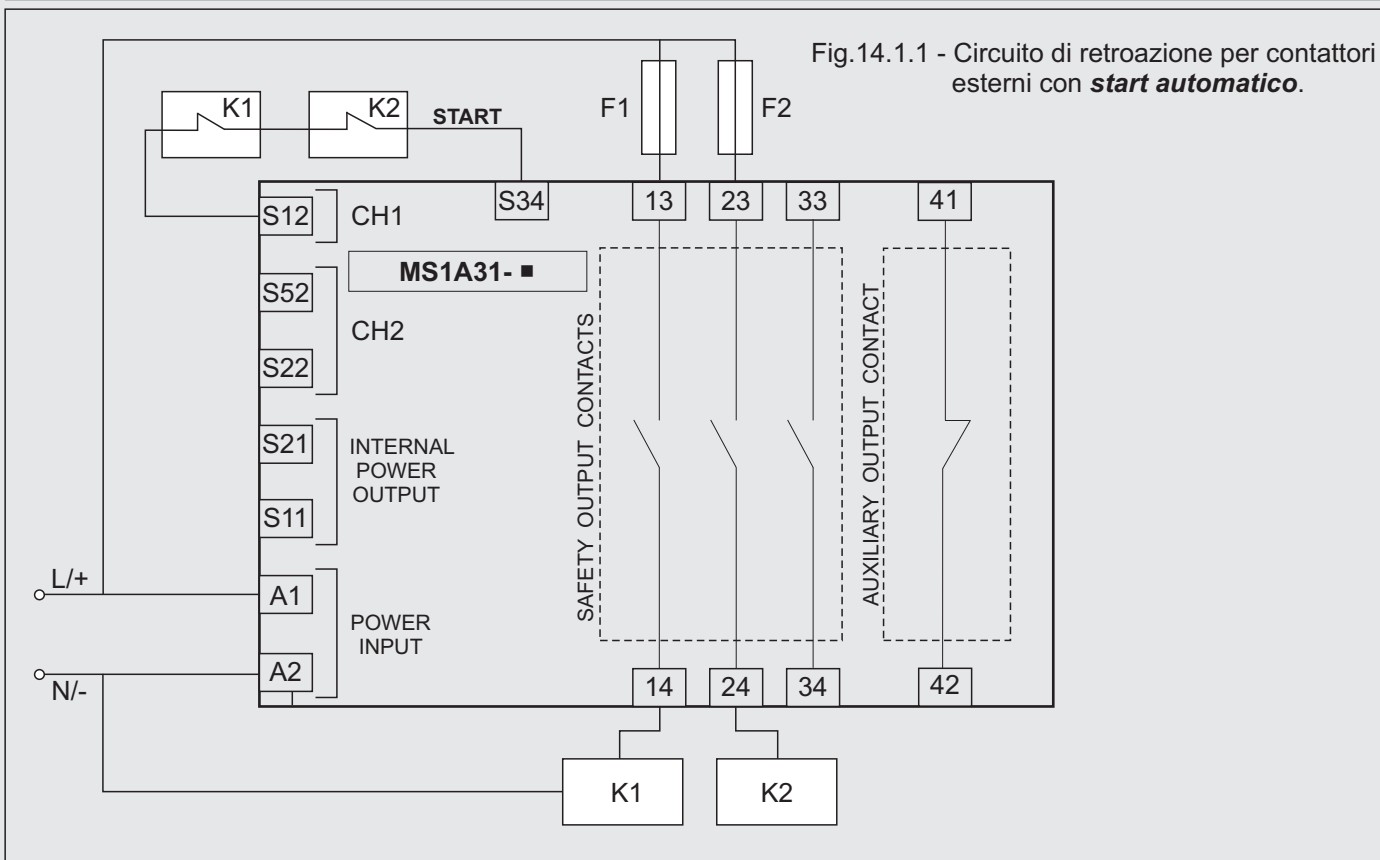 Fig.14.1.1 - Circuito di retroazione per contattori
esterni con start automatico.
K1
K2
START
F1
F2
S12
CH1
S34
13
23
33
41
MS1A31- ■
S52
CH2
S22
S21
INTERNAL
POWER
OUTPUT
S11
SAFETY OUTPUT CONTACTS
AUXILIARY OUTPUT CONTACT
L/+
A1
POWER
INPUT
A2
N/-
14
24
34
42
K1
K2